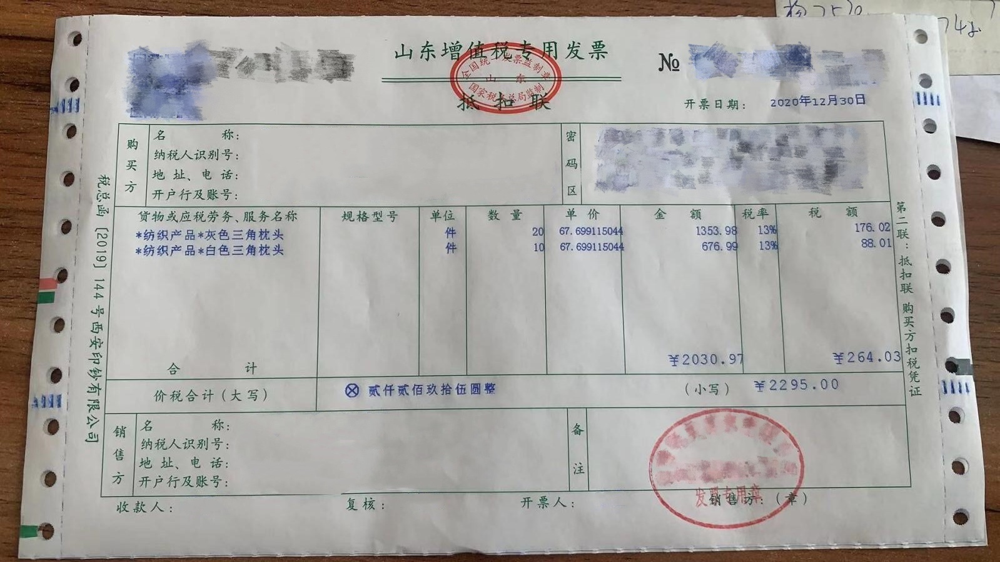 山东增值税专用发票
全国统一发票监制章
山东
国家税务总局监制
抵扣联
№
开票日期: 2020年12月30日
购买方
名称:
纳税人识别号:
地址、电话:
开户行及账号:
密码区
货物或应税劳务、服务名称 规格型号 单位 数量 单价 金额 税率 税额
*纺织产品*灰色三角枕头 件 20 67.699115044 1353.98 13% 176.02
*纺织产品*白色三角枕头 件 10 67.699115044 676.99 13% 88.01
合计 ¥2030.97 ¥264.03
价税合计(大写) ⊗ 贰仟贰佰玖拾伍圆整 (小写) ¥2295.00
销售方
名称:
纳税人识别号:
地址、电话:
开户行及账号:
备注
收款人: 复核: 开票人: 销售方:(章)
发票专用章
税总函[2019]144号西安印钞有限公司
第二联:抵扣联 购买方扣税凭证